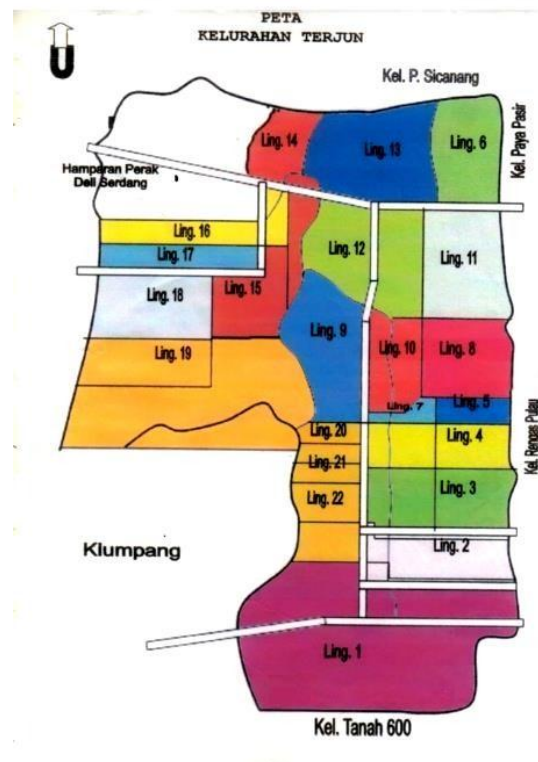 PETA
KELURAHAN TERJUN
U
Kel. P. Sicanang
Ling. 14
Ling. 13
Ling. 6
Kel. Paya Pasir
Hamparan Perak
Deli Serdang
Ling. 16
Ling. 12
Ling. 17
Ling. 11
Ling. 18
Ling. 15
Ling. 9
Ling. 10
Ling. 8
Ling. 19
Ling. 7
Ling. 5
Kel. Rengas Pulau
Ling. 20
Ling. 4
Ling. 21
Ling. 22
Ling. 3
Klumpang
Ling. 2
Ling. 1
Kel. Tanah 600